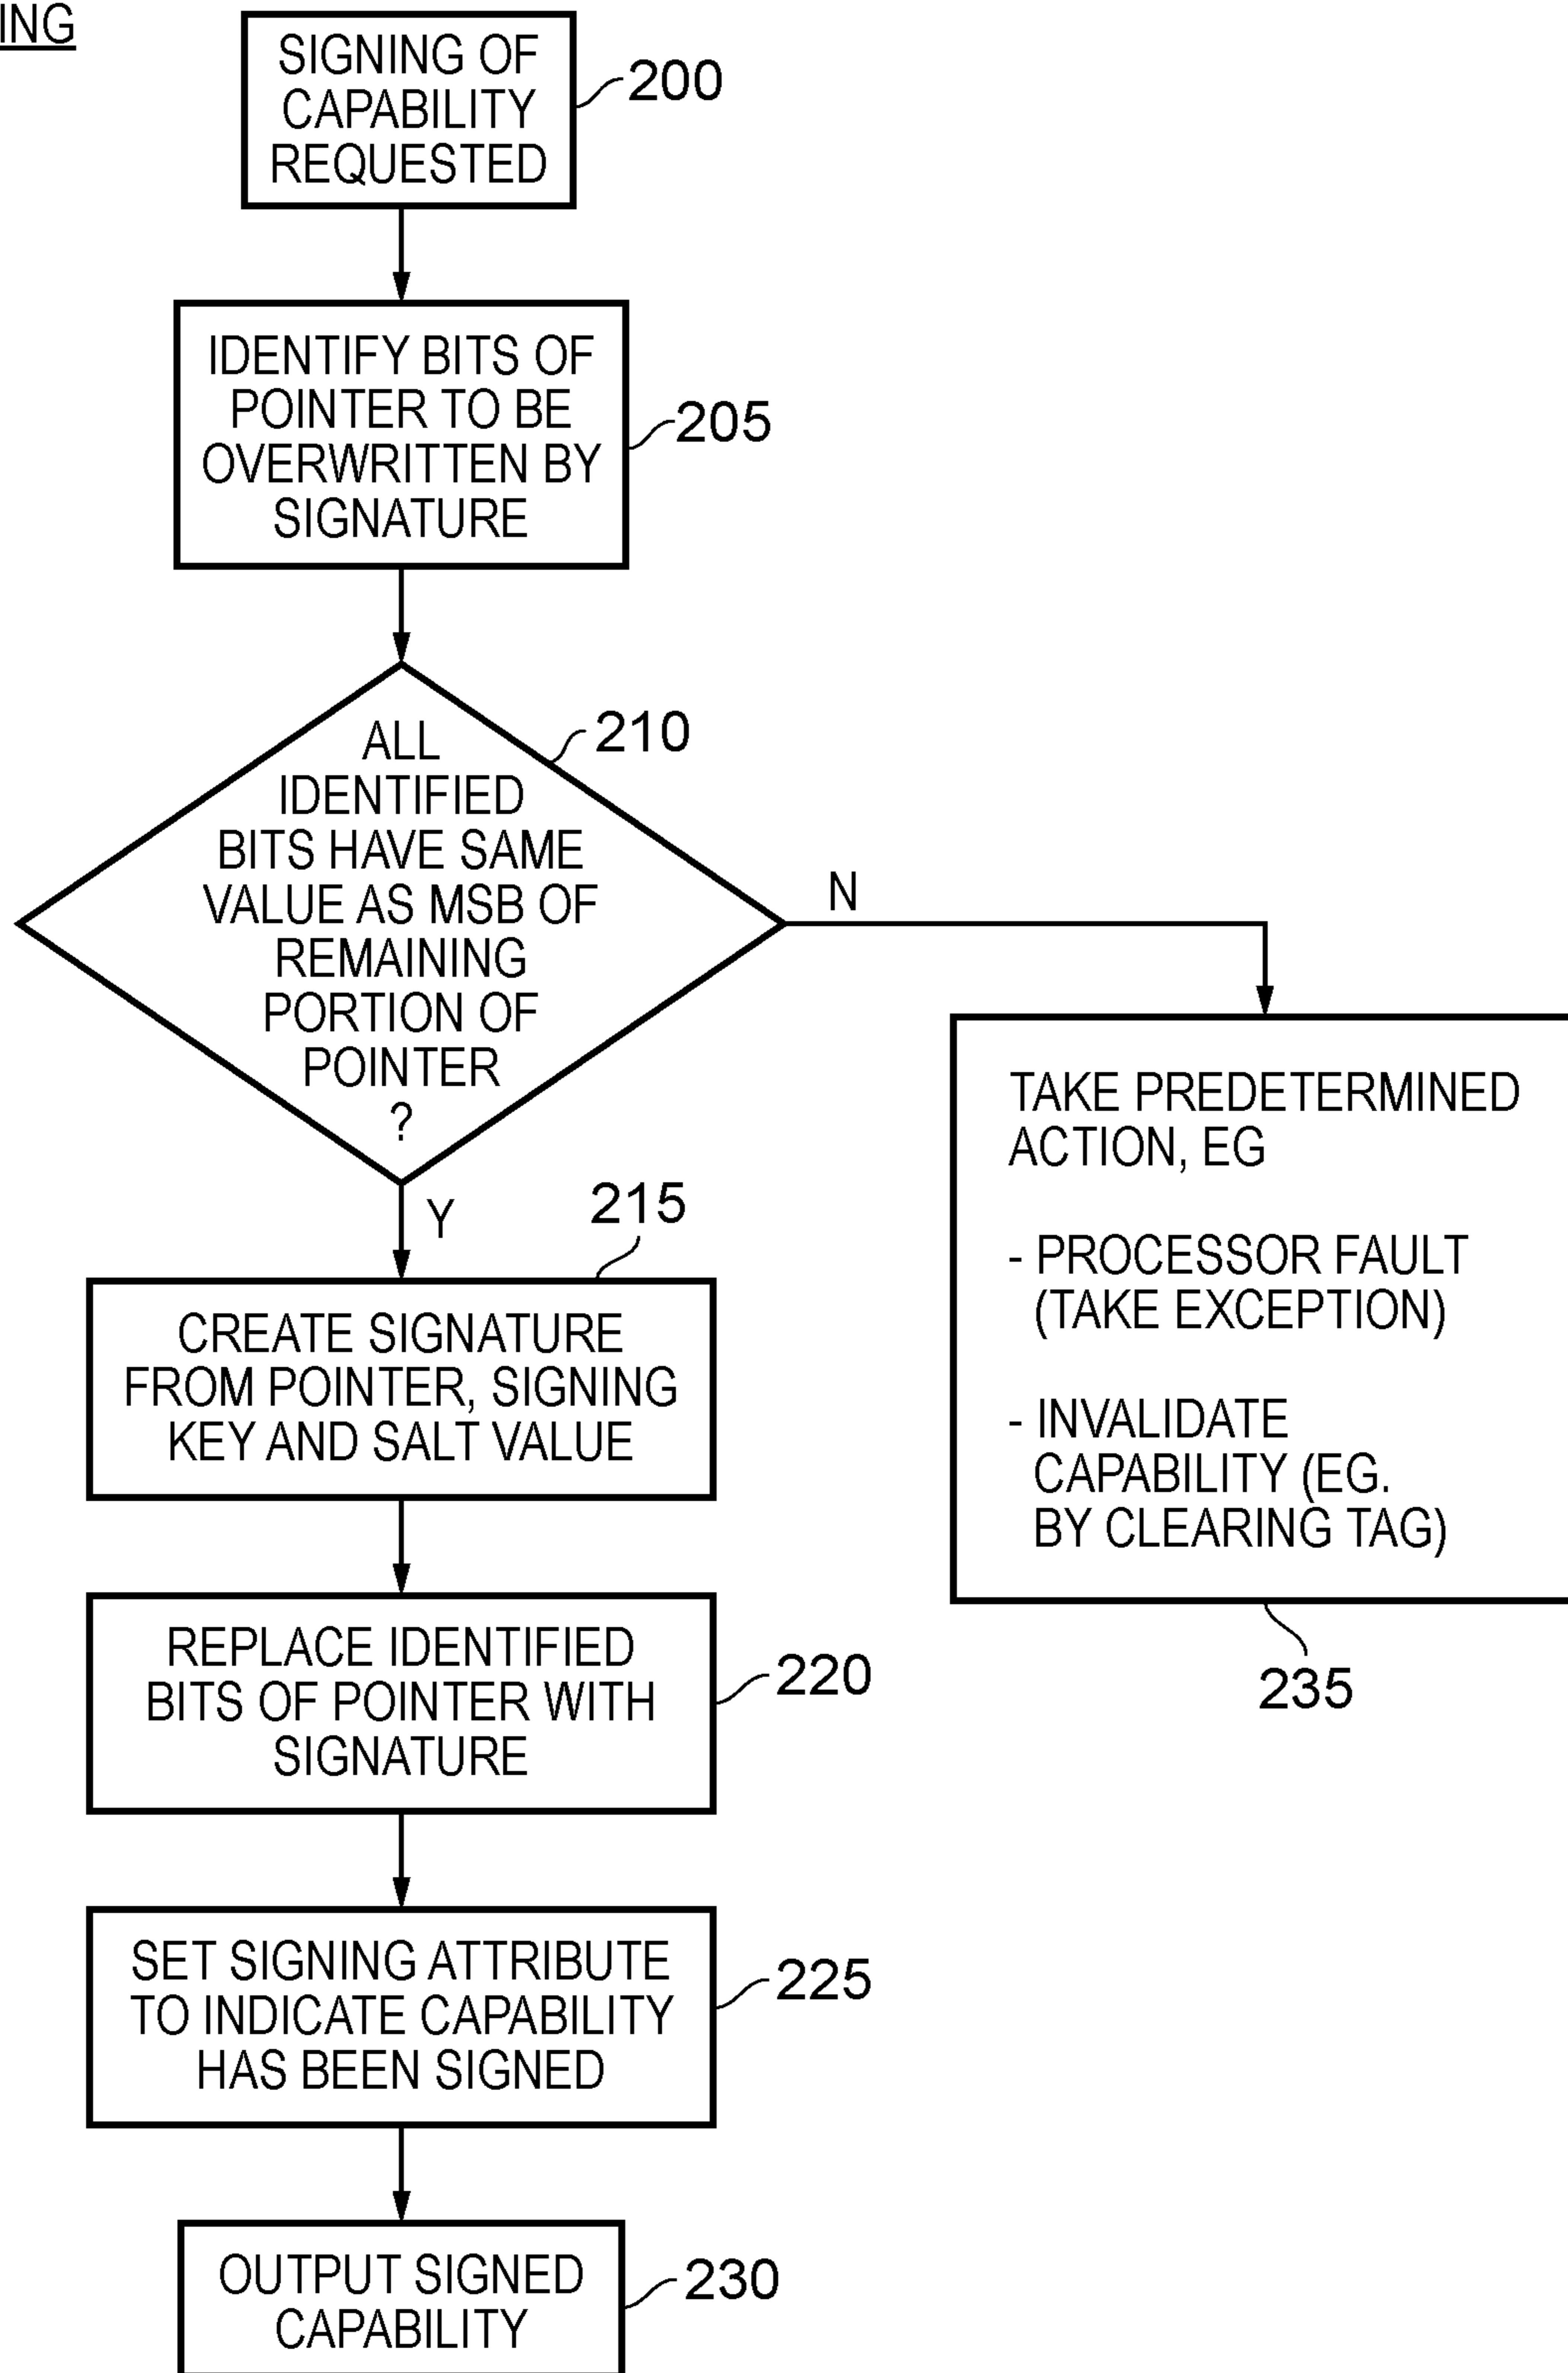 ING
SIGNING OF
CAPABILITY
REQUESTED
200
IDENTIFY BITS OF
POINTER TO BE
OVERWRITTEN BY
SIGNATURE
205
ALL
IDENTIFIED
BITS HAVE SAME
VALUE AS MSB OF
REMAINING
PORTION OF
POINTER
?
210
N
Y
TAKE PREDETERMINED
ACTION, EG
- PROCESSOR FAULT
(TAKE EXCEPTION)
- INVALIDATE
CAPABILITY (EG.
BY CLEARING TAG)
235
215
CREATE SIGNATURE
FROM POINTER, SIGNING
KEY AND SALT VALUE
REPLACE IDENTIFIED
BITS OF POINTER WITH
SIGNATURE
220
SET SIGNING ATTRIBUTE
TO INDICATE CAPABILITY
HAS BEEN SIGNED
225
OUTPUT SIGNED
CAPABILITY
230